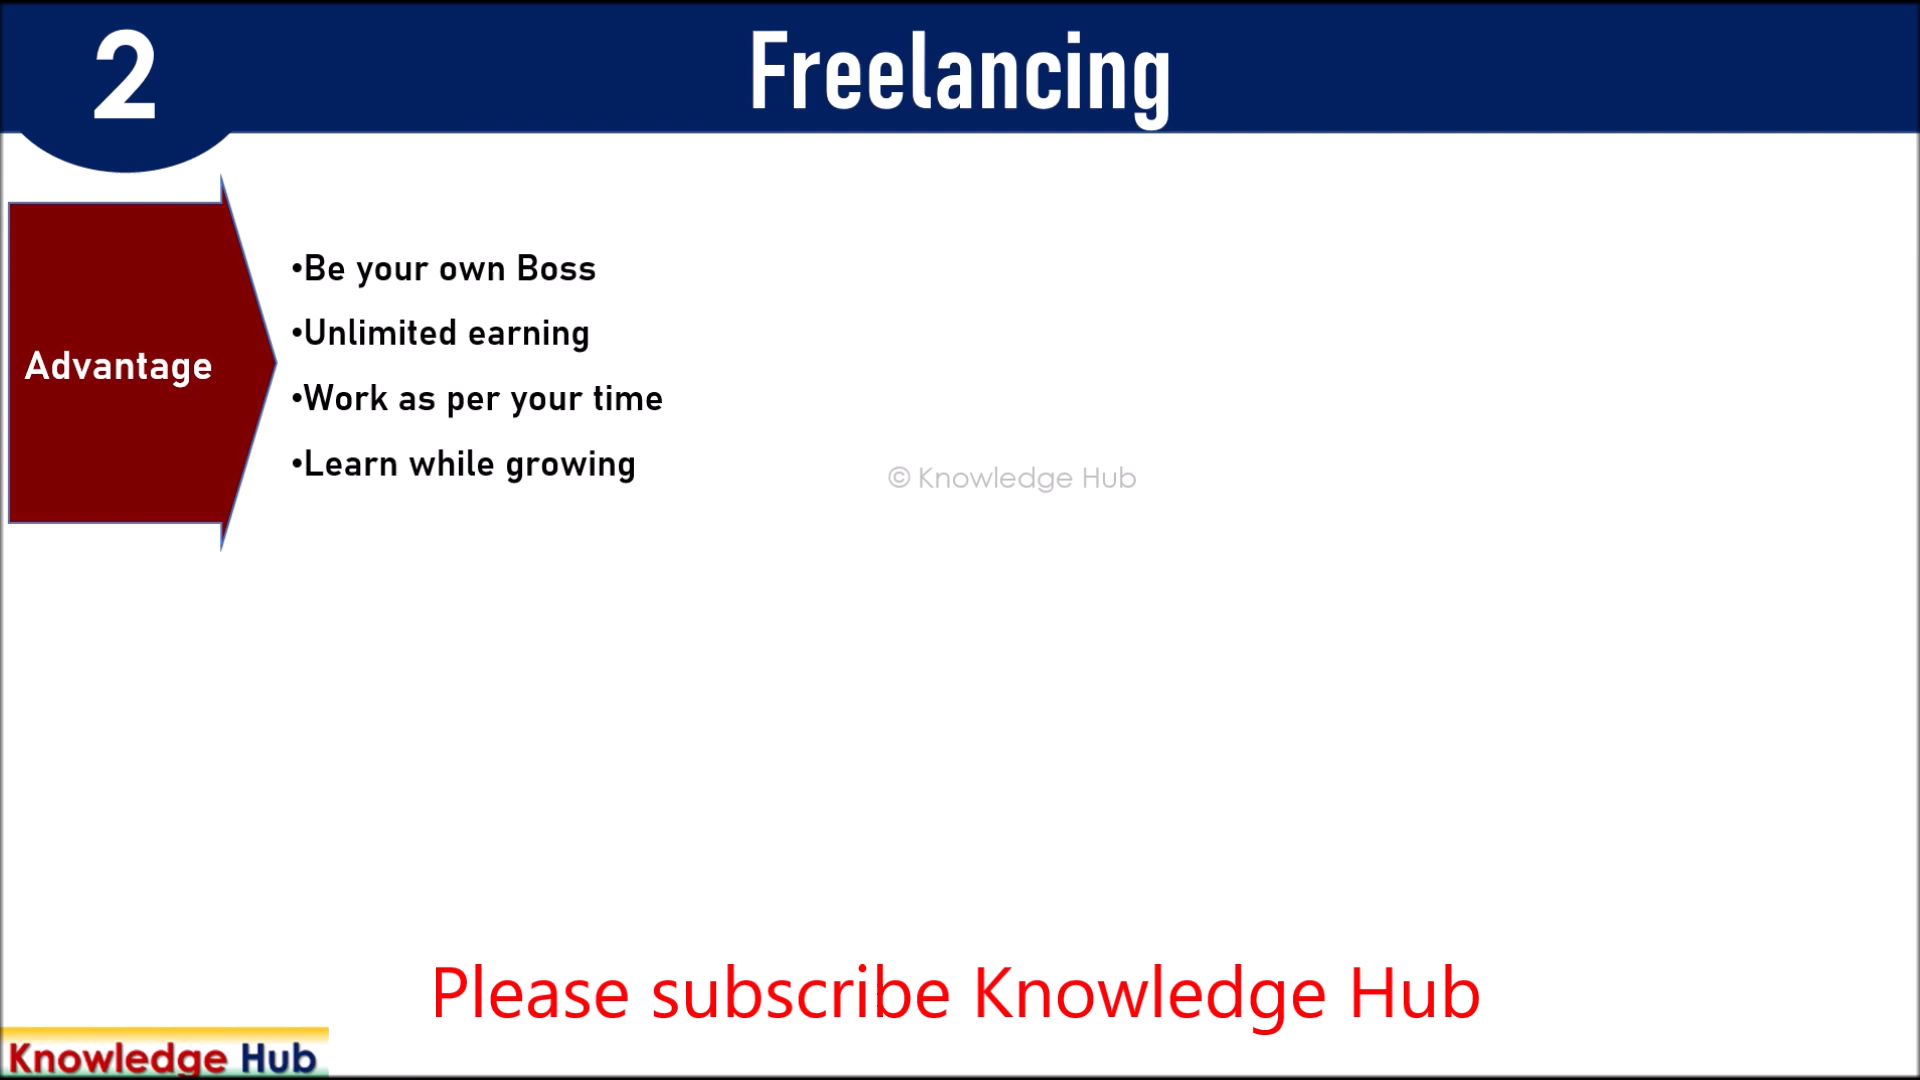 2
Freelancing
Advantage
•Be your own Boss
•Unlimited earning
•Work as per your time
•Learn while growing
© Knowledge Hub
Please subscribe Knowledge Hub
Knowledge Hub